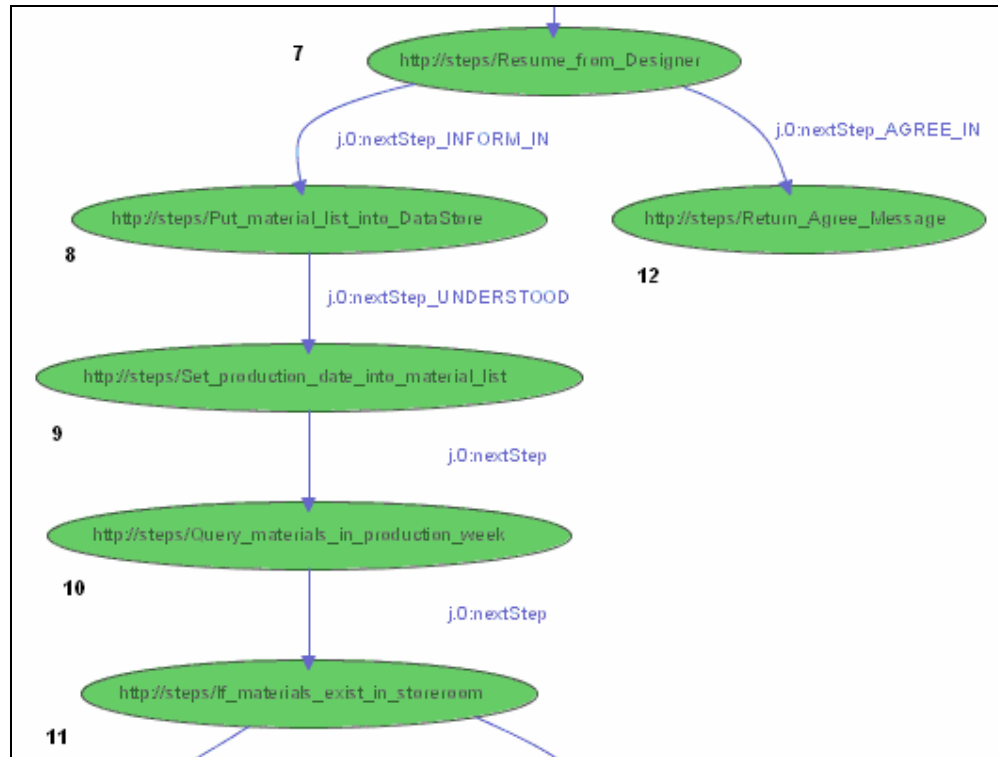 7
http://steps/Resume_from_Designer
j.0:nextStep_INFORM_IN
j.0:nextStep_AGREE_IN
http://steps/Put_material_list_into_DataStore
http://steps/Return_Agree_Message
8
12
j.0:nextStep_UNDERSTOOD
http://steps/Set_production_date_into_material_list
9
j.0:nextStep
http://steps/Query_materials_in_production_week
10
j.0:nextStep
http://steps/If_materials_exist_in_storeroom
11